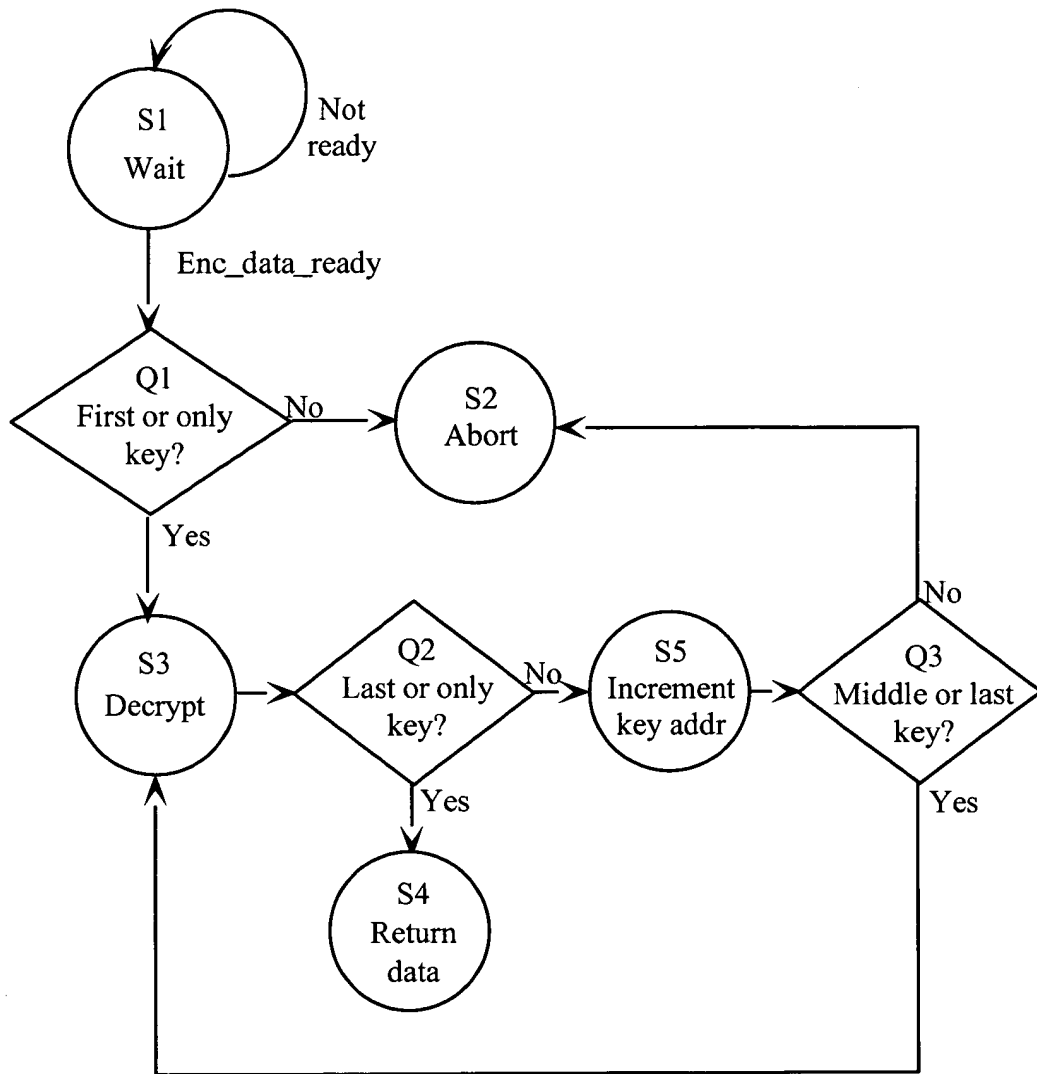 S1
Wait
Not
ready
Enc_data_ready
Q1
First or only
key?
No
S2
Abort
Yes
No
S3
Decrypt
Q2
Last or only
key?
No
S5
Increment
key addr
Q3
Middle or last
key?
Yes
Yes
S4
Return
data